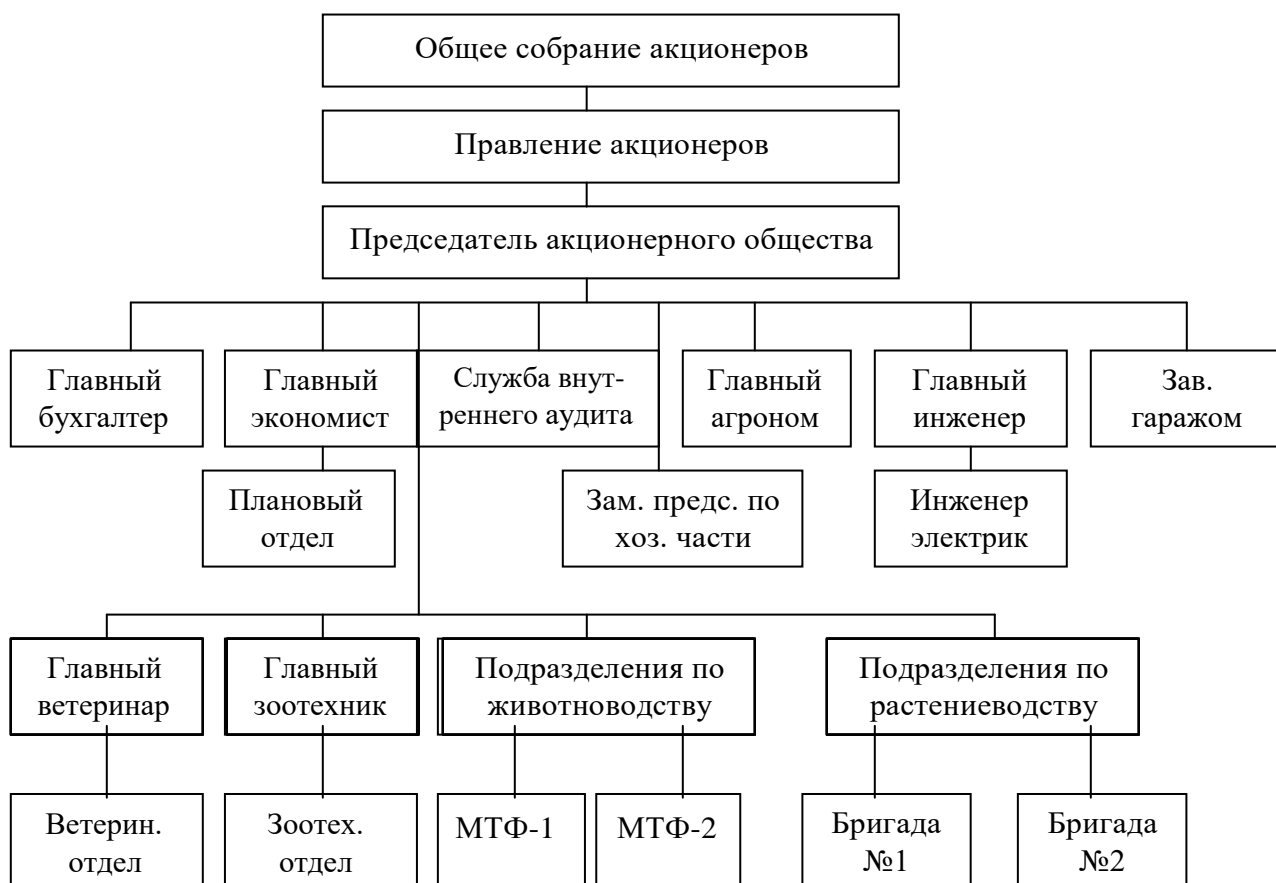 Общее собрание акционеров
Правление акционеров
Председатель акционерного общества
Главный
бухгалтер
Главный
экономист
Служба внут-
реннего аудита
Главный
агроном
Главный
инженер
Зав.
гаражом
Плановый
отдел
Зам. предс. по
хоз. части
Инженер
электрик
Главный
ветеринар
Главный
зоотехник
Подразделения по
животноводству
Подразделения по
растениеводству
Ветерин.
отдел
Зоотех.
отдел
МТФ-1
МТФ-2
Бригада
№1
Бригада
№2